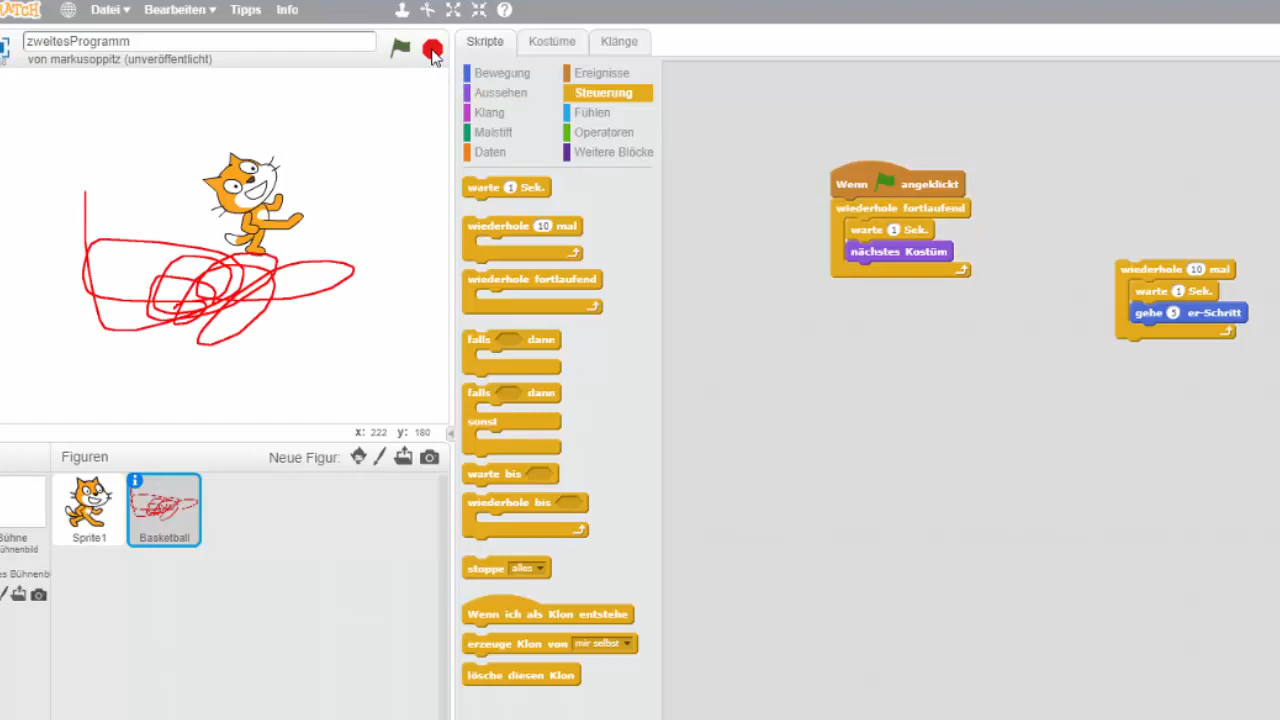 Datei Bearbeiten Tipps Info
zweitesProgramm
von markusoppitz (unveröffentlicht)
Skripte Kostüme Klänge
Bewegung Ereignisse
Aussehen Steuerung
Klang Fühlen
Malstift Operatoren
Daten Weitere Blöcke
warte 1 Sek.
wiederhole 10 mal
wiederhole fortlaufend
falls dann
falls dann
sonst
warte bis
wiederhole bis
stoppe alles
Wenn ich als Klon entstehe
erzeuge Klon von mir selbst
lösche diesen Klon
Wenn angeklickt
wiederhole fortlaufend
warte 1 Sek.
nächstes Kostüm
wiederhole 10 mal
warte 1 Sek.
gehe 5 er-Schritt
x: 222 y: 180
Figuren Neue Figur:
Sprite1 Basketball